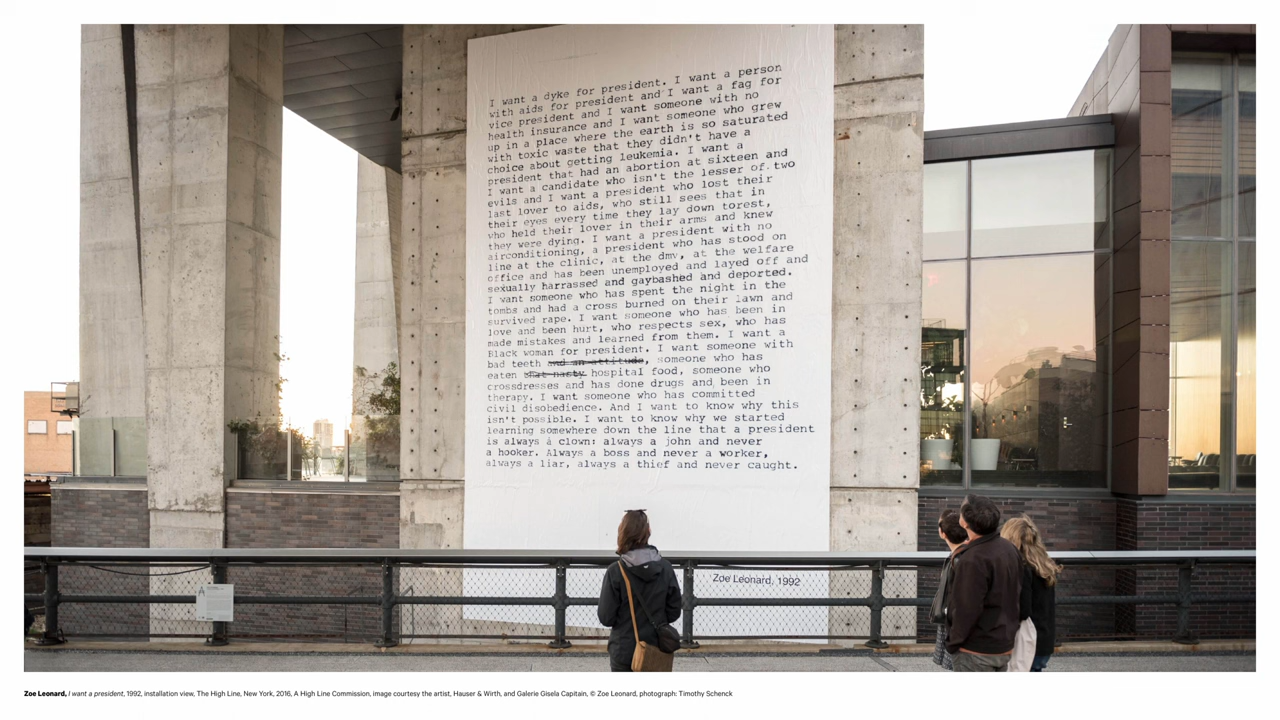 I want a dyke for president. I want a person
with aids for president and I want a fag for
vice president and I want someone with no
health insurance and I want someone who grew
up in a place where the earth is so saturated
with toxic waste that they didn't have a
choice about getting leukemia. I want a
president that had an abortion at sixteen and
I want a candidate who isn't the lesser of two
evils and I want a president who lost their
last lover to aids, who still sees that in
their eyes every time they lay down torest,
who held their lover in their arms and knew
they were dying. I want a president with no
airconditioning, a president who has stood on
line at the clinic, at the dmv, at the welfare
office and has been unemployed and layed off and
sexually harrassed and gaybashed and deported.
I want someone who has spent the night in the
tombs and had a cross burned on their lawn and
survived rape. I want someone who has been in
love and been hurt, who respects sex, who has
made mistakes and learned from them. I want a
Black woman for president. I want someone with
bad teeth and an attitude, someone who has
eaten that nasty hospital food, someone who
crossdresses and has done drugs and been in
therapy. I want someone who has committed
civil disobedience. And I want to know why this
isn't possible. I want to know why we started
learning somewhere down the line that a president
is always a clown: always a john and never
a hooker. Always a boss and never a worker,
always a liar, always a thief and never caught.
Zoe Leonard, 1992
Zoe Leonard, I want a president, 1992, installation view, The High Line, New York, 2016, A High Line Commission, image courtesy the artist, Hauser & Wirth, and Galerie Gisela Capitain, © Zoe Leonard, photograph: Timothy Schenck